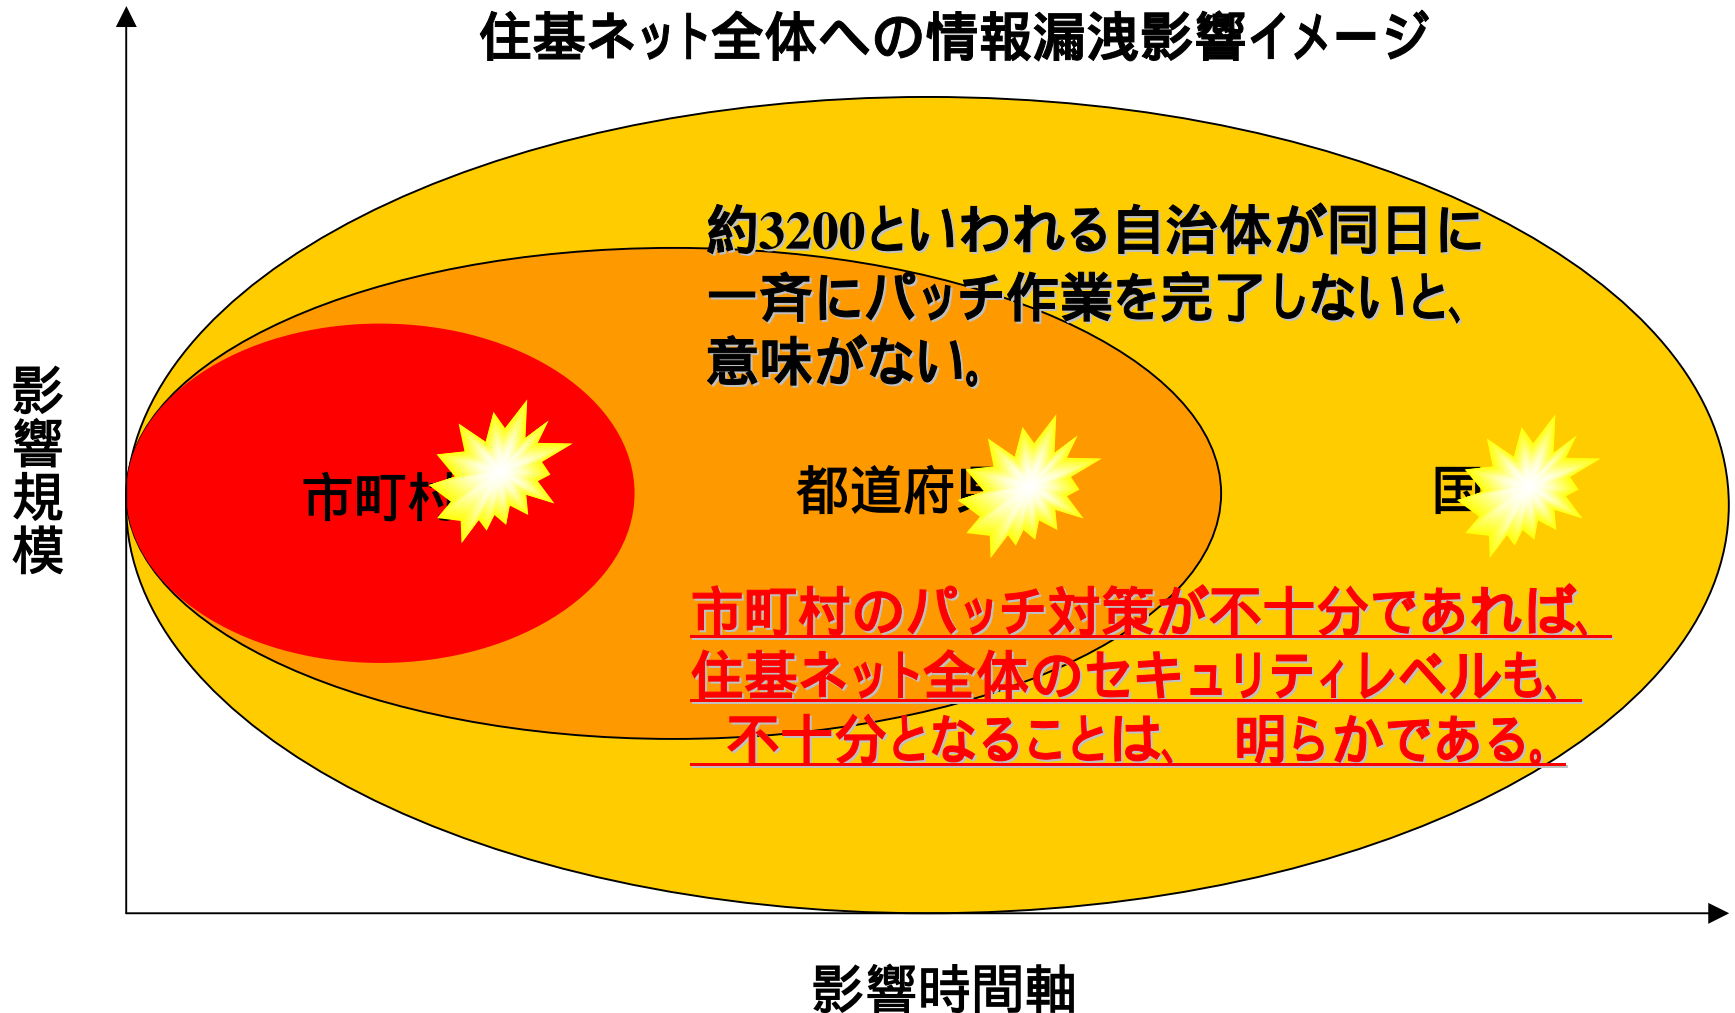 住基ネット全体への情報漏洩影響イメージ
約3200といわれる自治体が同日に
一斉にパッチ作業を完了しないと、
意味がない。
影響規模
市町村
都道府県
国
市町村のパッチ対策が不十分であれば、
住基ネット全体のセキュリティレベルも、
不十分となることは、　明らかである。
影響時間軸